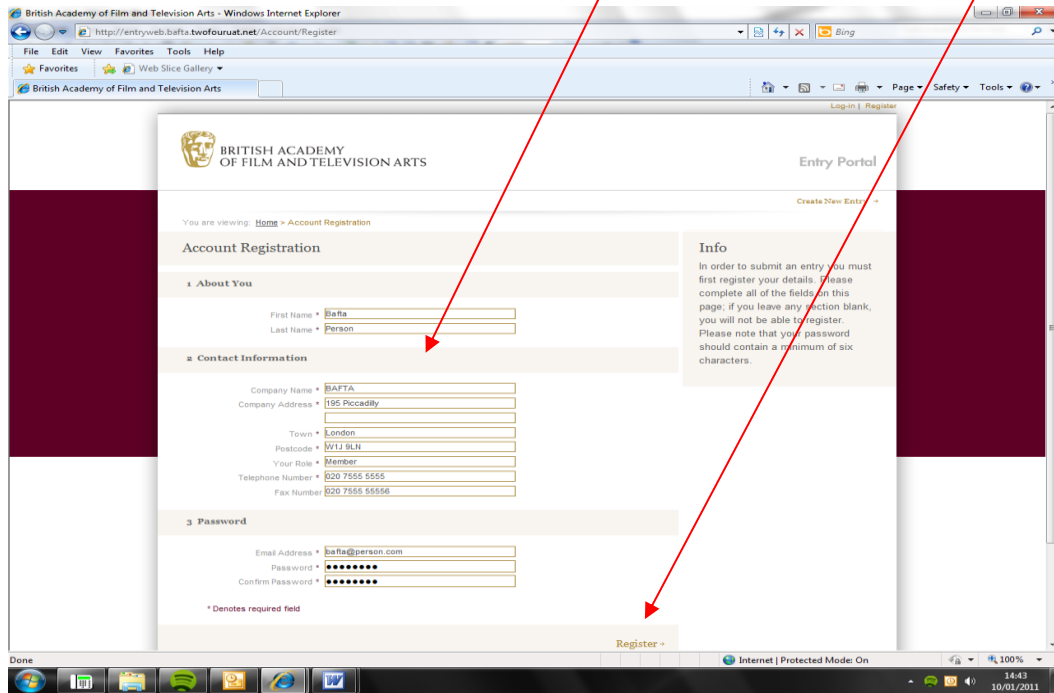 British Academy of Film and Television Arts - Windows Internet Explorer
http://entryweb.bafta.twofouruat.net/Account/Register
Bing
File Edit View Favorites Tools Help
Favorites Web Slice Gallery
British Academy of Film and Television Arts
Page Safety Tools
Log-in | Register
BRITISH ACADEMY
OF FILM AND TELEVISION ARTS
Entry Portal
Create New Entry →
You are viewing: Home > Account Registration
Account Registration
1 About You
First Name * Bafta
Last Name * Person
2 Contact Information
Company Name * BAFTA
Company Address * 195 Piccadilly
Town * London
Postcode * W1J 9LN
Your Role * Member
Telephone Number * 020 7555 5555
Fax Number 020 7555 55556
3 Password
Email Address * bafta@person.com
Password * ●●●●●●●●
Confirm Password * ●●●●●●●●
* Denotes required field
Register →
Info
In order to submit an entry you must
first register your details. Please
complete all of the fields on this
page; if you leave any section blank,
you will not be able to register.
Please note that your password
should contain a minimum of six
characters.
Done
Internet | Protected Mode: On
100%
14:43
10/01/2011